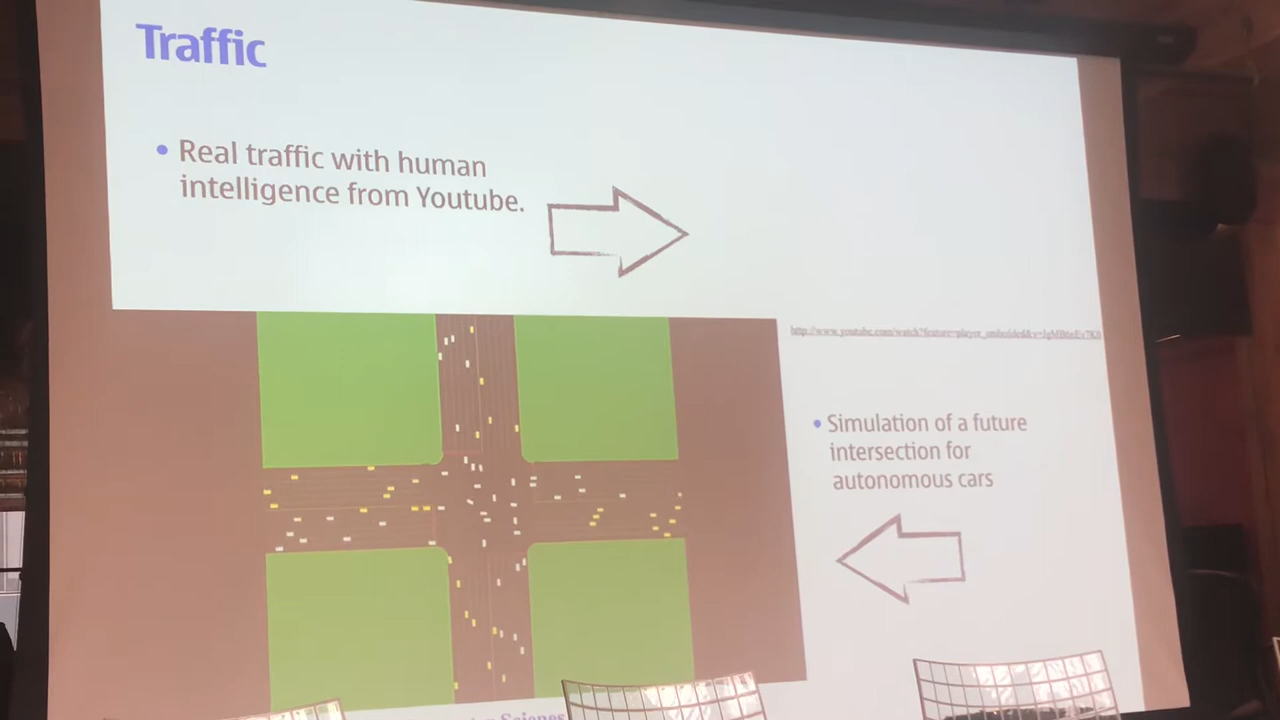 Traffic
• Real traffic with human
intelligence from Youtube.
• Simulation of a future
intersection for
autonomous cars